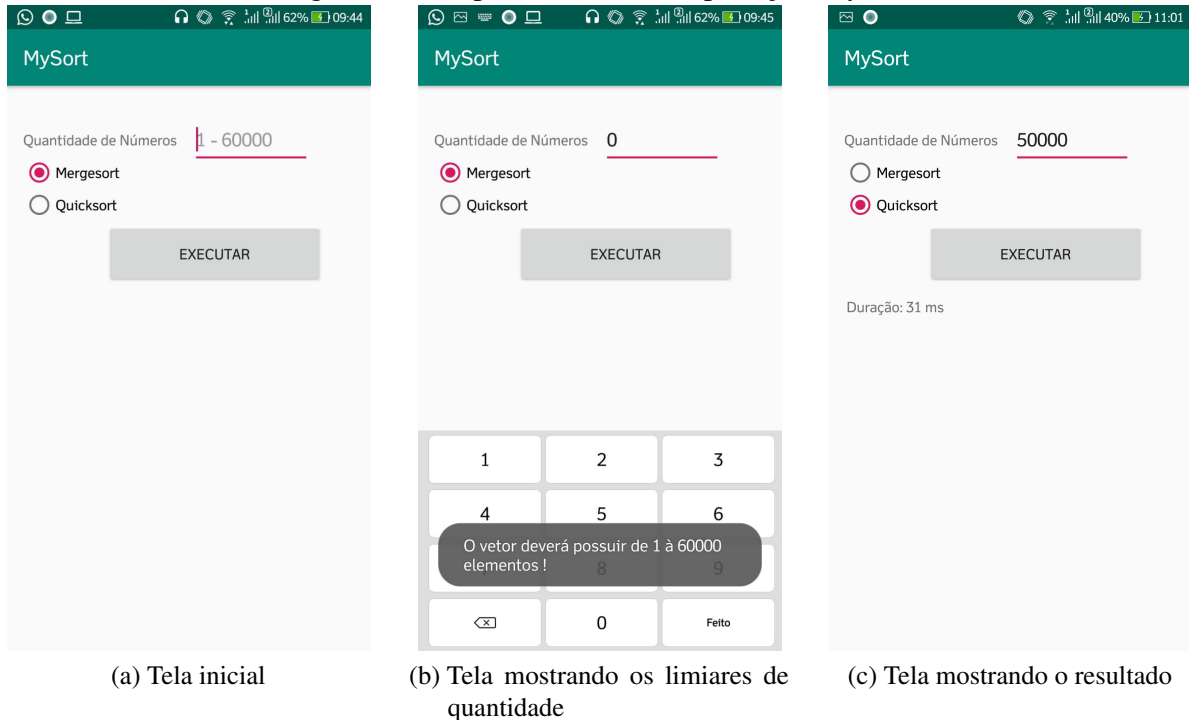 62% 09:44
MySort
Quantidade de Números 1 - 60000
Mergesort
Quicksort
EXECUTAR
(a) Tela inicial
62% 09:45
MySort
Quantidade de Números 0
Mergesort
Quicksort
EXECUTAR
1 2 3
4 5 6
O vetor deverá possuir de 1 à 60000
elementos !
8 9
0 Feito
(b) Tela mostrando os limiares de
quantidade
40% 11:01
MySort
Quantidade de Números 50000
Mergesort
Quicksort
EXECUTAR
Duração: 31 ms
(c) Tela mostrando o resultado